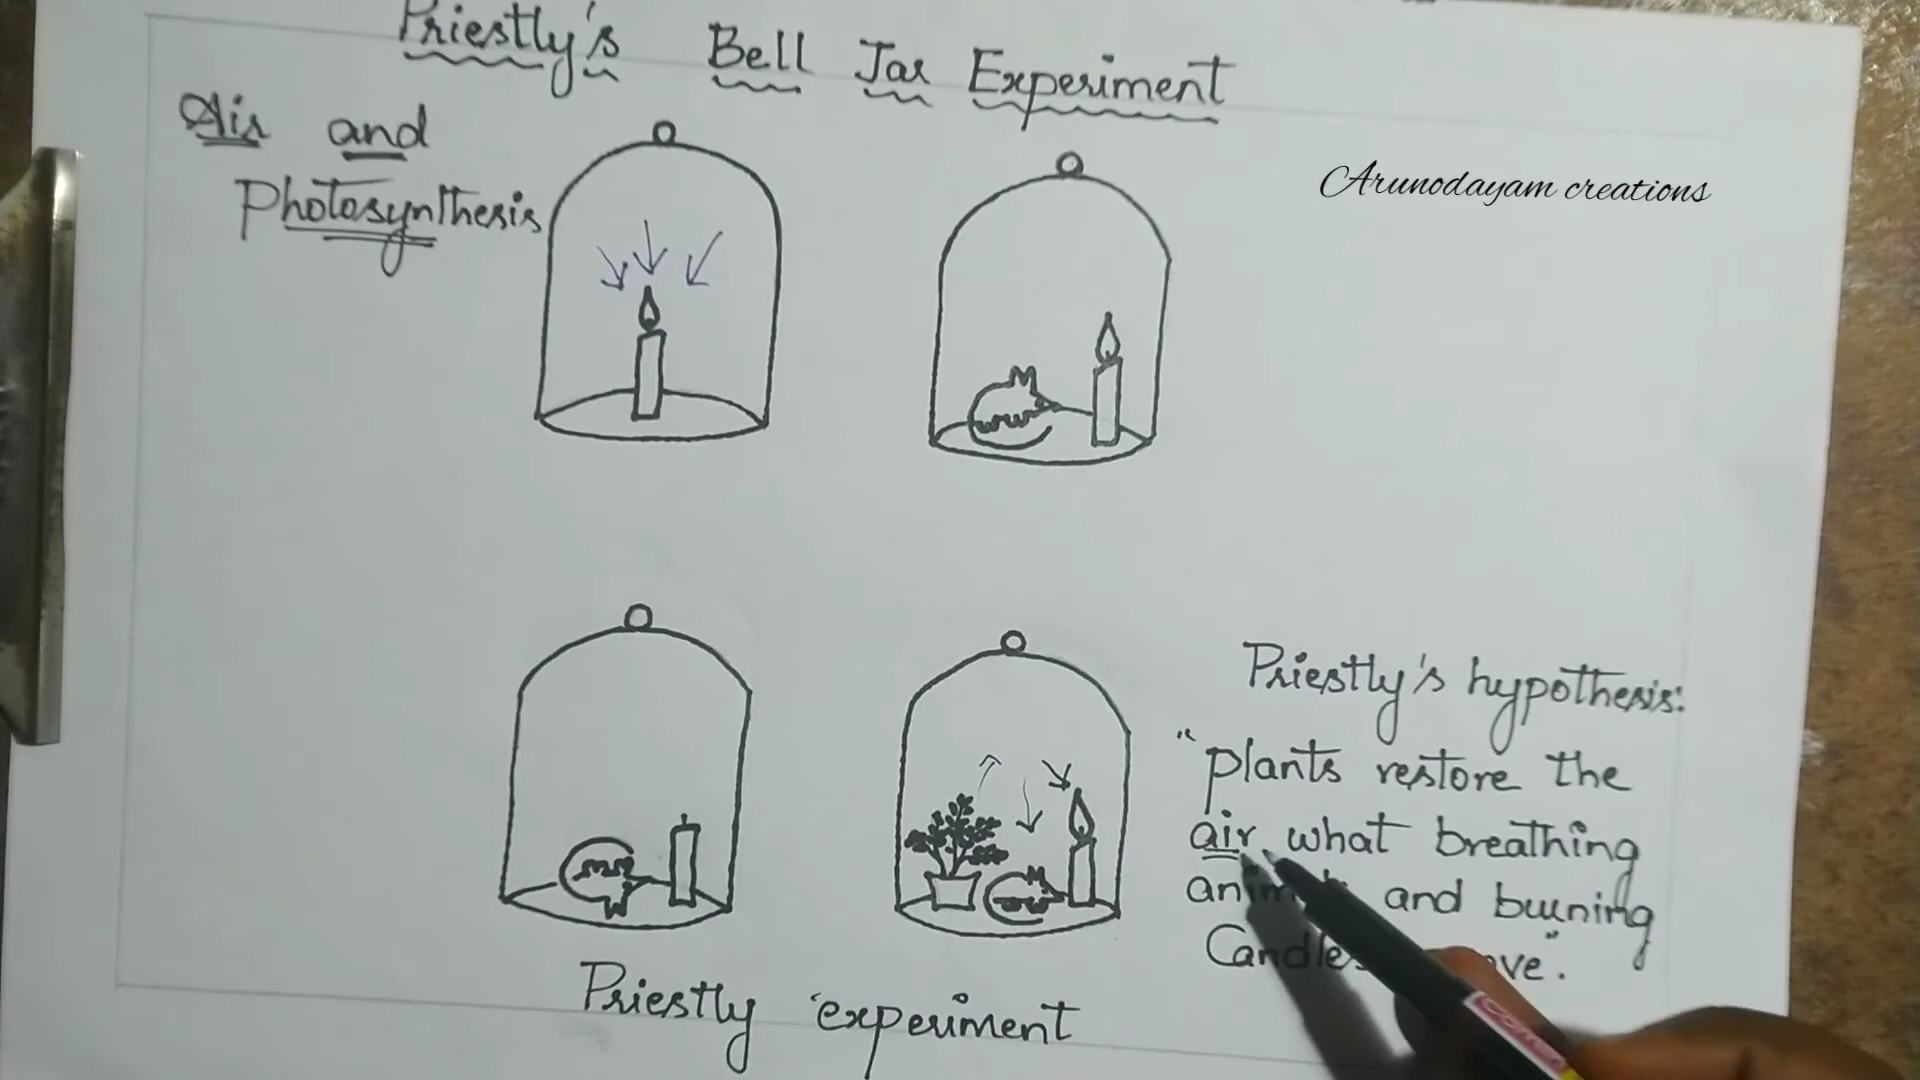 Priestly's Bell Jar Experiment
Air and
Photosynthesis
Arunodayam creations
Priestly's hypothesis:
"plants restore the
air what breathing
and burning
Priestly experiment